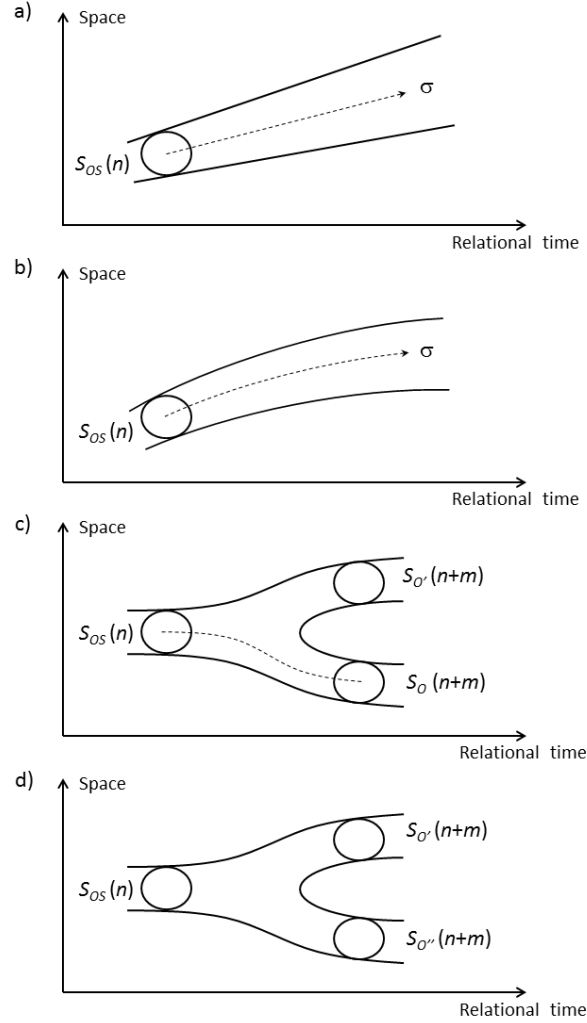 a)
Space
σ
S_OS (n)
Relational time
b)
Space
σ
S_OS (n)
Relational time
c)
Space
S_O′ (n+m)
S_OS (n)
S_O (n+m)
Relational time
d)
Space
S_O′ (n+m)
S_OS (n)
S_O″ (n+m)
Relational time